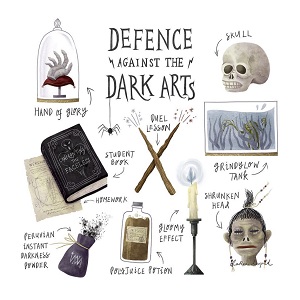 DEFENCE
AGAINST THE
DARK ARTS
SKULL
HAND of GLORY
DUEL
LESSON
STUDENT
BOOK
GRINDYLOW
TANK
HOMEWORK
SHRUNKEN
HEAD
PERUVIAN
INSTANT
DARKNESS
POWDER
GLOOMY
EFFECT
POLYJUICE POTION